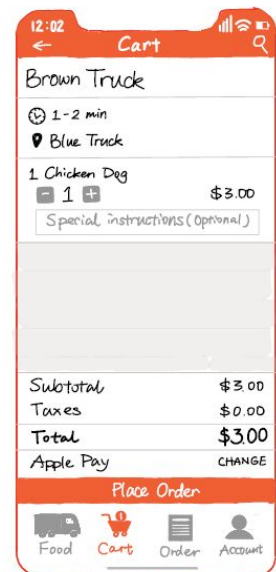 12:02
Cart
Brown Truck
1-2 min
Blue Truck
1 Chicken Dog
- 1 + $3.00
Special instructions (Optional)
Subtotal $3.00
Taxes $0.00
Total $3.00
Apple Pay CHANGE
Place Order
1
Food Cart Order Account